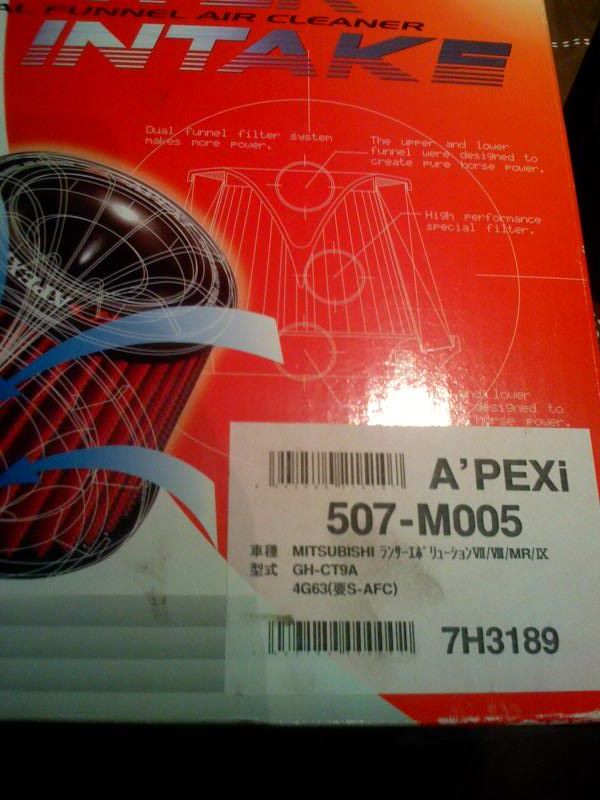 AL FUNNEL AIR CLEANER
INTAKE
Dual funnel filter system
makes more power.
The upper and lower
funnel were designed to
create pure horse power.
High performance
special filter.
and lower
designed to
horse power.
APEX
A'PEXi
507-M005
車種 MITSUBISHI ランサーエボリューションⅦ/Ⅷ/MR/Ⅸ
型式 GH-CT9A
4G63(要S-AFC)
7H3189